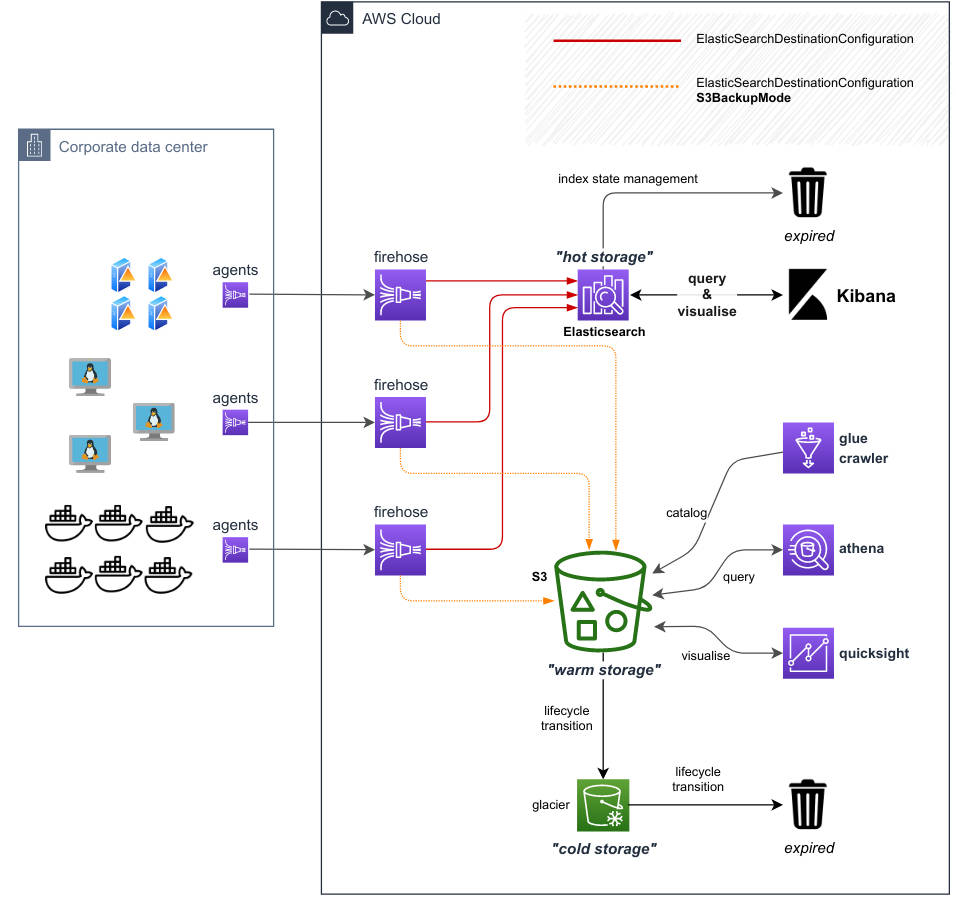 AWS Cloud
ElasticSearchDestinationConfiguration
ElasticSearchDestinationConfiguration
S3BackupMode
Corporate data center
index state management
expired
agents
firehose
"hot storage"
Elasticsearch
query
&
visualise
Kibana
agents
firehose
glue
crawler
catalog
agents
firehose
S3
athena
query
visualise
quicksight
"warm storage"
lifecycle
transition
glacier
lifecycle
transition
"cold storage"
expired